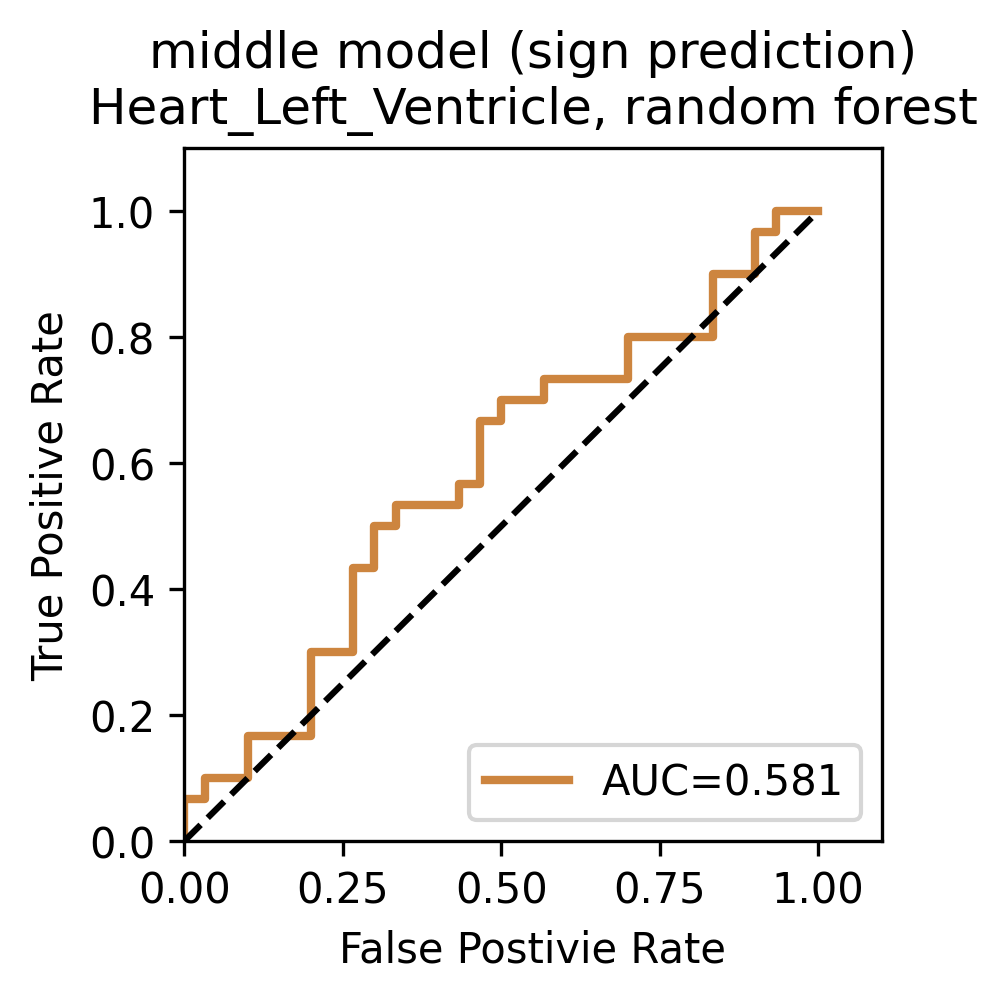 middle model (sign prediction)
Heart_Left_Ventricle, random forest
1.0
0.8
0.6
0.4
0.2
0.0
True Positive Rate
AUC=0.581
0.00 0.25 0.50 0.75 1.00
False Postivie Rate